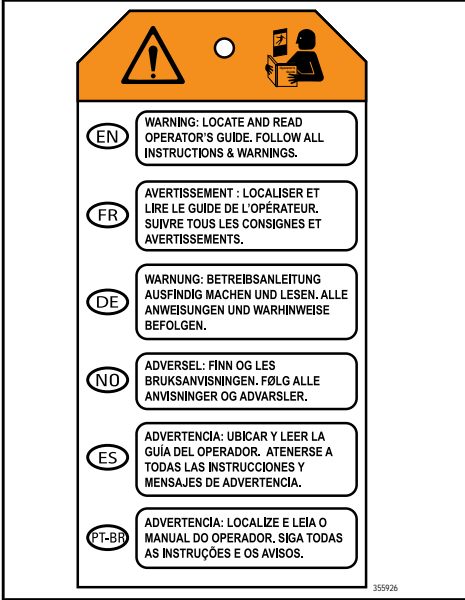 EN
WARNING: LOCATE AND READ
OPERATOR'S GUIDE. FOLLOW ALL
INSTRUCTIONS & WARNINGS.
FR
AVERTISSEMENT : LOCALISER ET
LIRE LE GUIDE DE L'OPÉRATEUR.
SUIVRE TOUS LES CONSIGNES ET
AVERTISSEMENTS.
DE
WARNUNG: BETREIBSANLEITUNG
AUSFINDIG MACHEN UND LESEN. ALLE
ANWEISUNGEN UND WARHINWEISE
BEFOLGEN.
NO
ADVERSEL: FINN OG LES
BRUKSANVISNINGEN. FØLG ALLE
ANVISNINGER OG ADVARSLER.
ES
ADVERTENCIA: UBICAR Y LEER LA
GUÍA DEL OPERADOR. ATENERSE A
TODAS LAS INSTRUCCIONES Y
MENSAJES DE ADVERTENCIA.
PT-BR
ADVERTENCIA: LOCALIZE E LEIA O
MANUAL DO OPERADOR. SIGA TODAS
AS INSTRUÇÕES E OS AVISOS.
355926